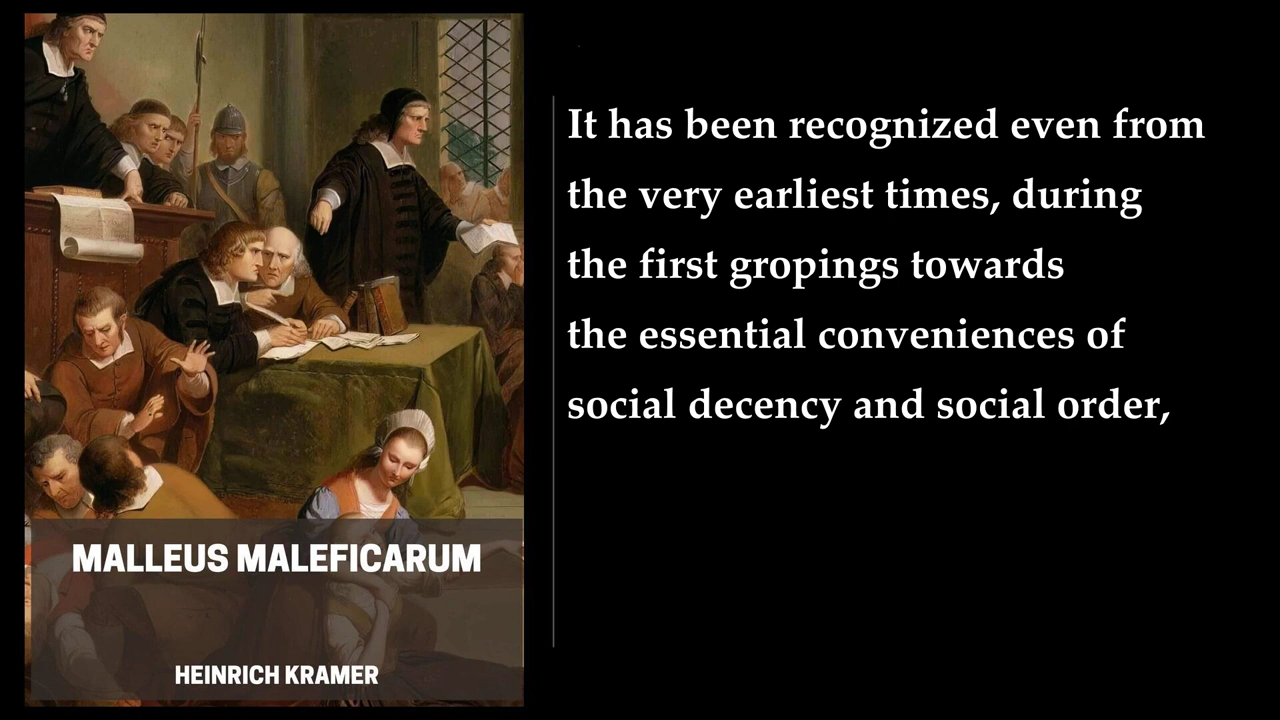 MALLEUS MALEFICARUM
HEINRICH KRAMER
It has been recognized even from
the very earliest times, during
the first gropings towards
the essential conveniences of
social decency and social order,